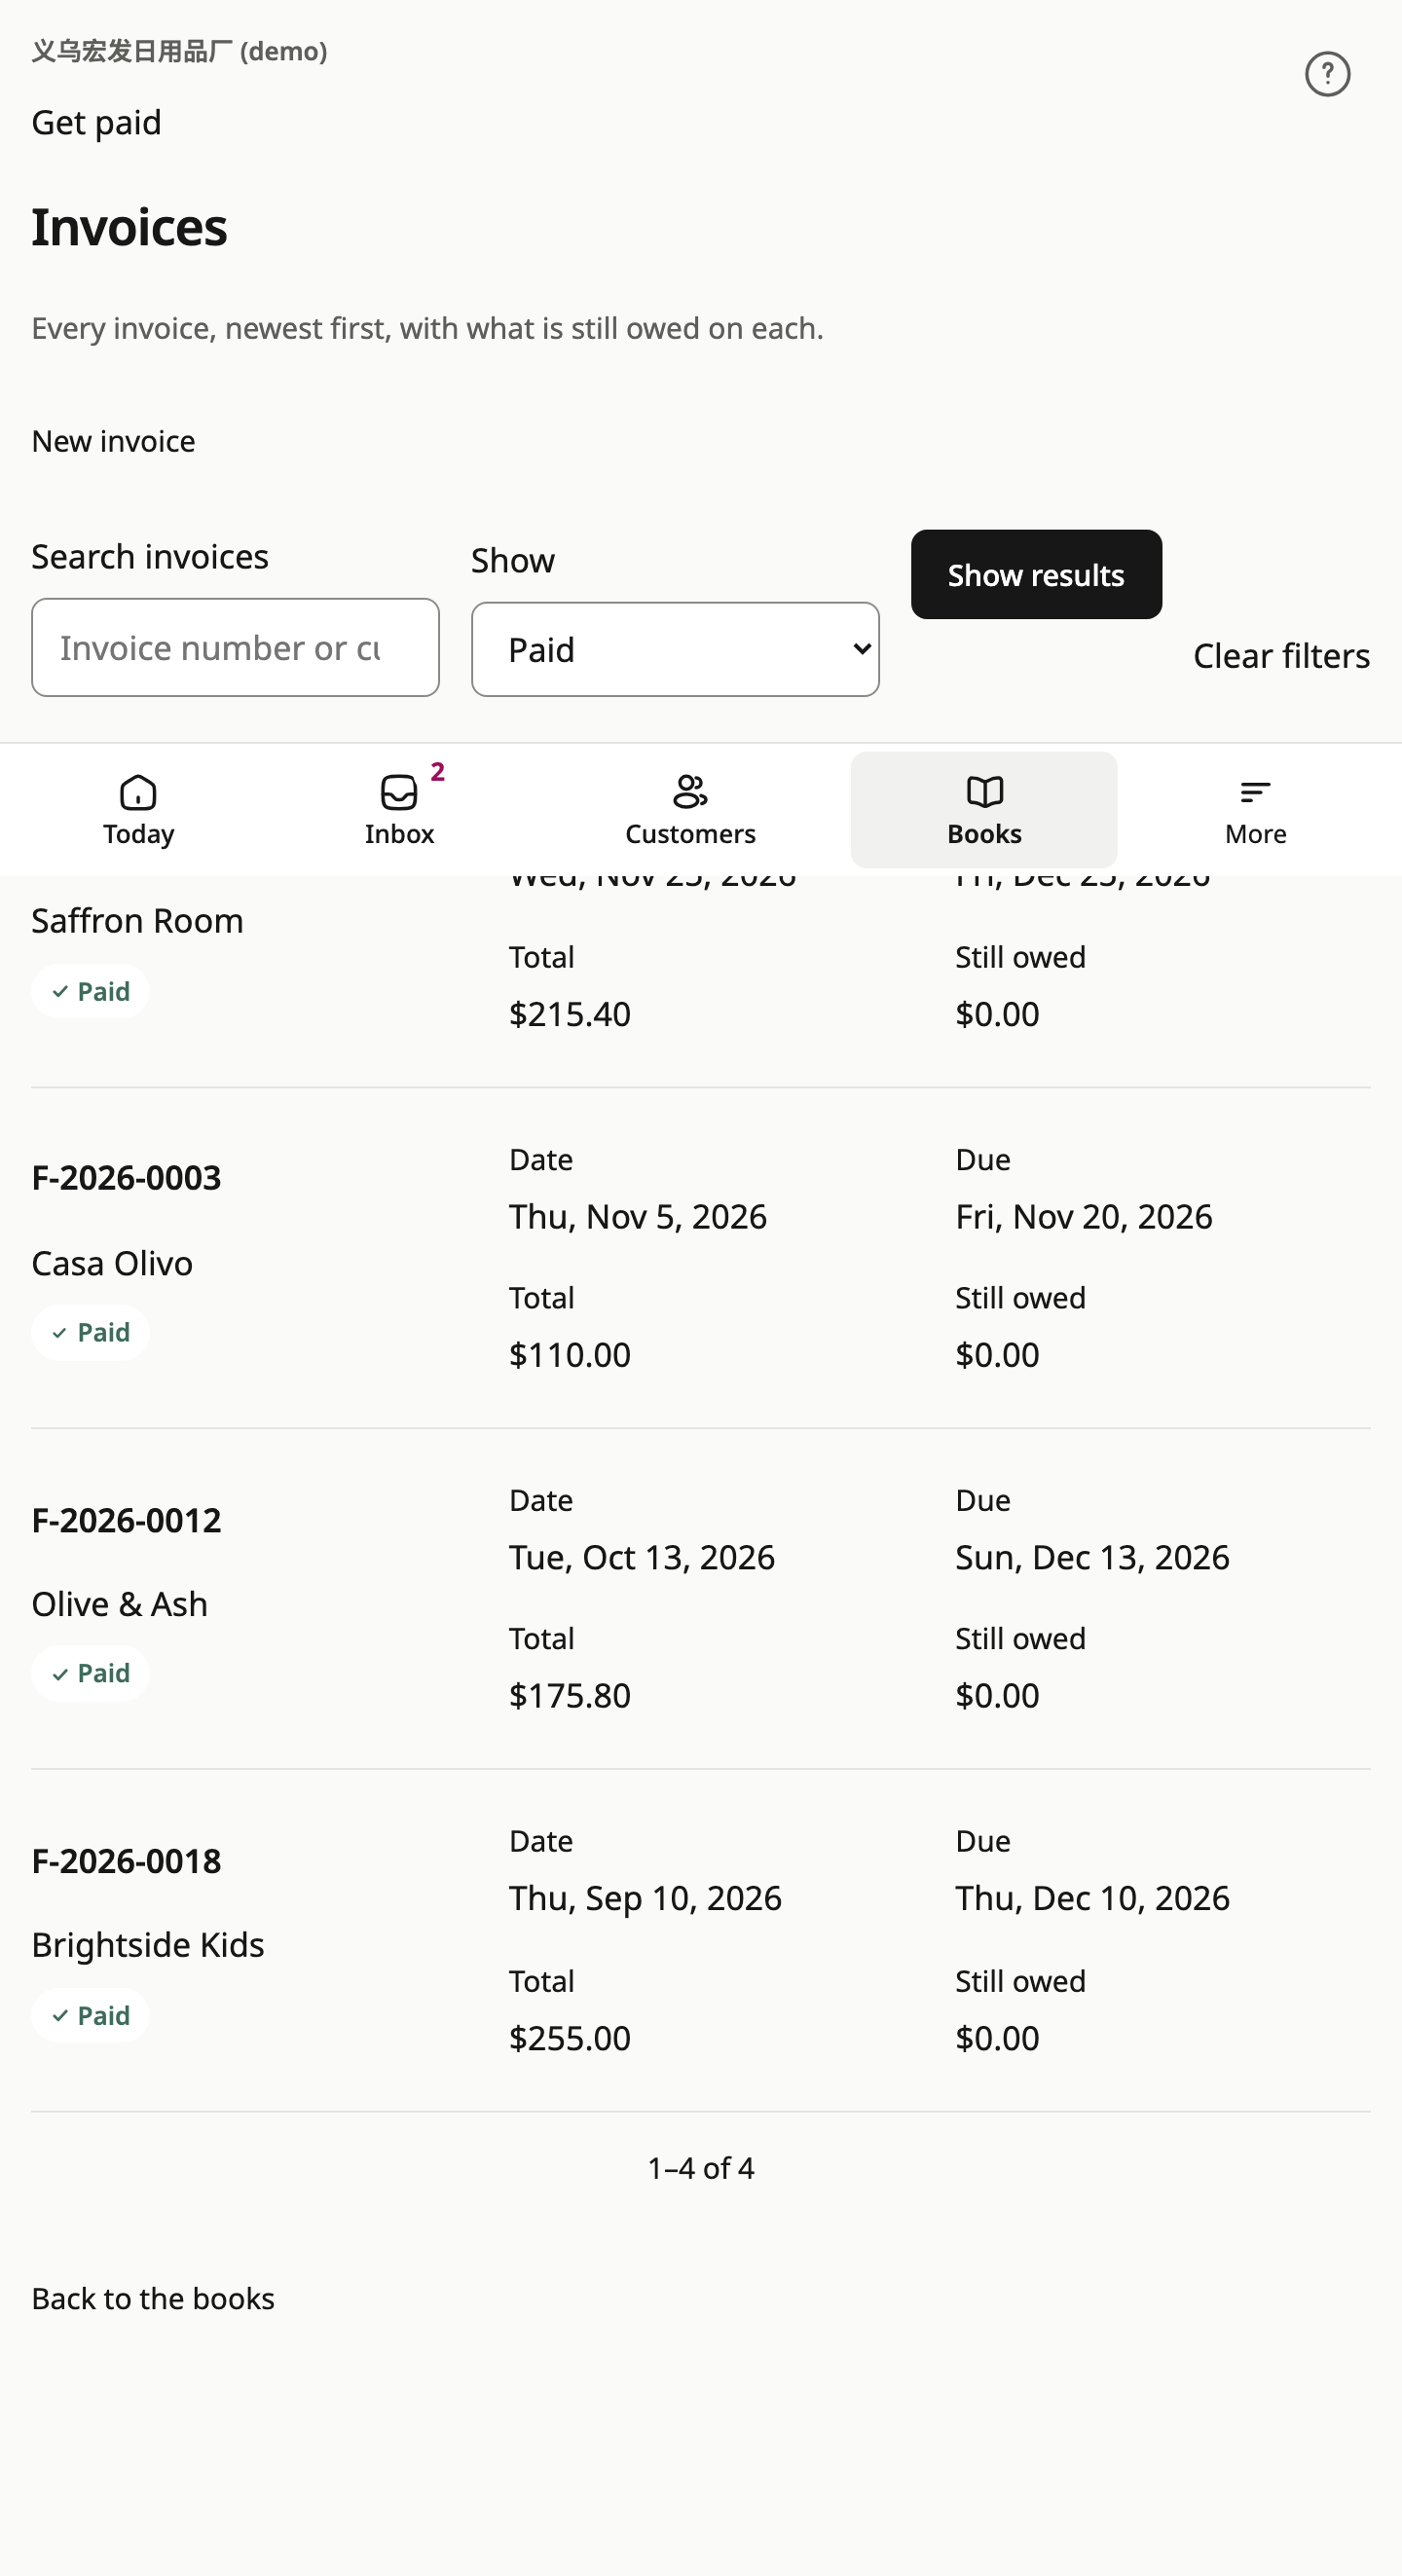 义乌宏发日用品厂 (demo)
Get paid
Invoices
Every invoice, newest first, with what is still owed on each.
New invoice
Search invoices
Show
Show results
Invoice number or
Paid
Clear filters
Today
Inbox
2
Customers
Books
More
Saffron Room
Total
Still owed
Paid
$215.40
$0.00
F-2026-0003
Date
Due
Thu, Nov 5, 2026
Fri, Nov 20, 2026
Casa Olivo
Total
Still owed
Paid
$110.00
$0.00
F-2026-0012
Date
Due
Tue, Oct 13, 2026
Sun, Dec 13, 2026
Olive & Ash
Total
Still owed
Paid
$175.80
$0.00
F-2026-0018
Date
Due
Thu, Sep 10, 2026
Thu, Dec 10, 2026
Brightside Kids
Total
Still owed
Paid
$255.00
$0.00
1–4 of 4
Back to the books